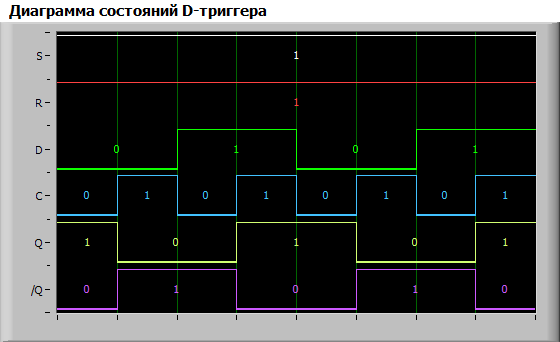 Диаграмма состояний D-триггера
S 1
R 1
D 0 1 0 1
C 0 1 0 1 0 1 0 1
Q 1 0 1 0 1
/Q 0 1 0 1 0